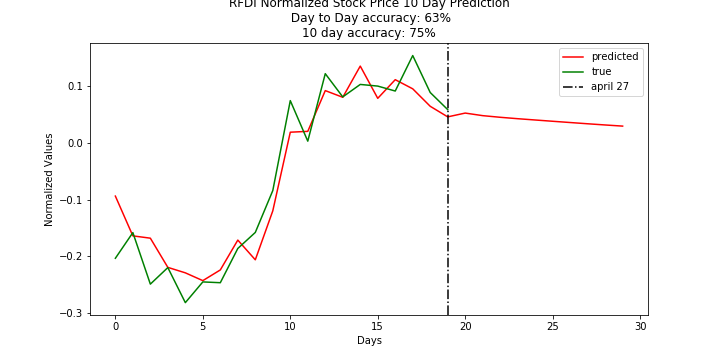 RFDI Normalized Stock Price 10 Day Prediction
Day to Day accuracy: 63%
10 day accuracy: 75%
predicted
true
april 27
Normalized Values
0.1
0.0
−0.1
−0.2
−0.3
0
5
10
15
20
25
30
Days